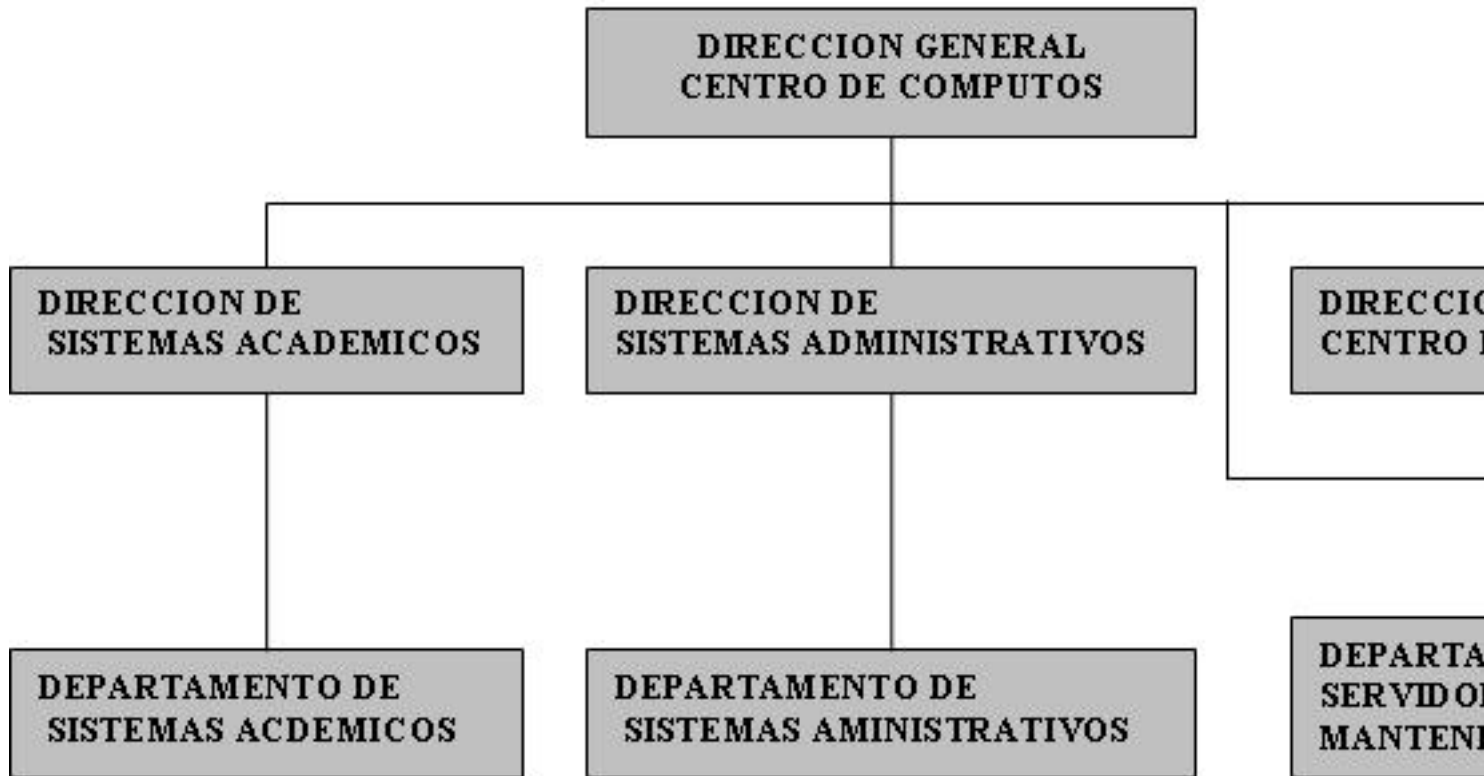 DIRECCION GENERAL
CENTRO DE COMPUTOS
DIRECCION DE
SISTEMAS ACADEMICOS
DIRECCION DE
SISTEMAS ADMINISTRATIVOS
CENTRO
DEPARTAMENTO DE
SISTEMAS ACDEMICOS
DEPARTAMENTO DE
SISTEMAS AMINISTRATIVOS